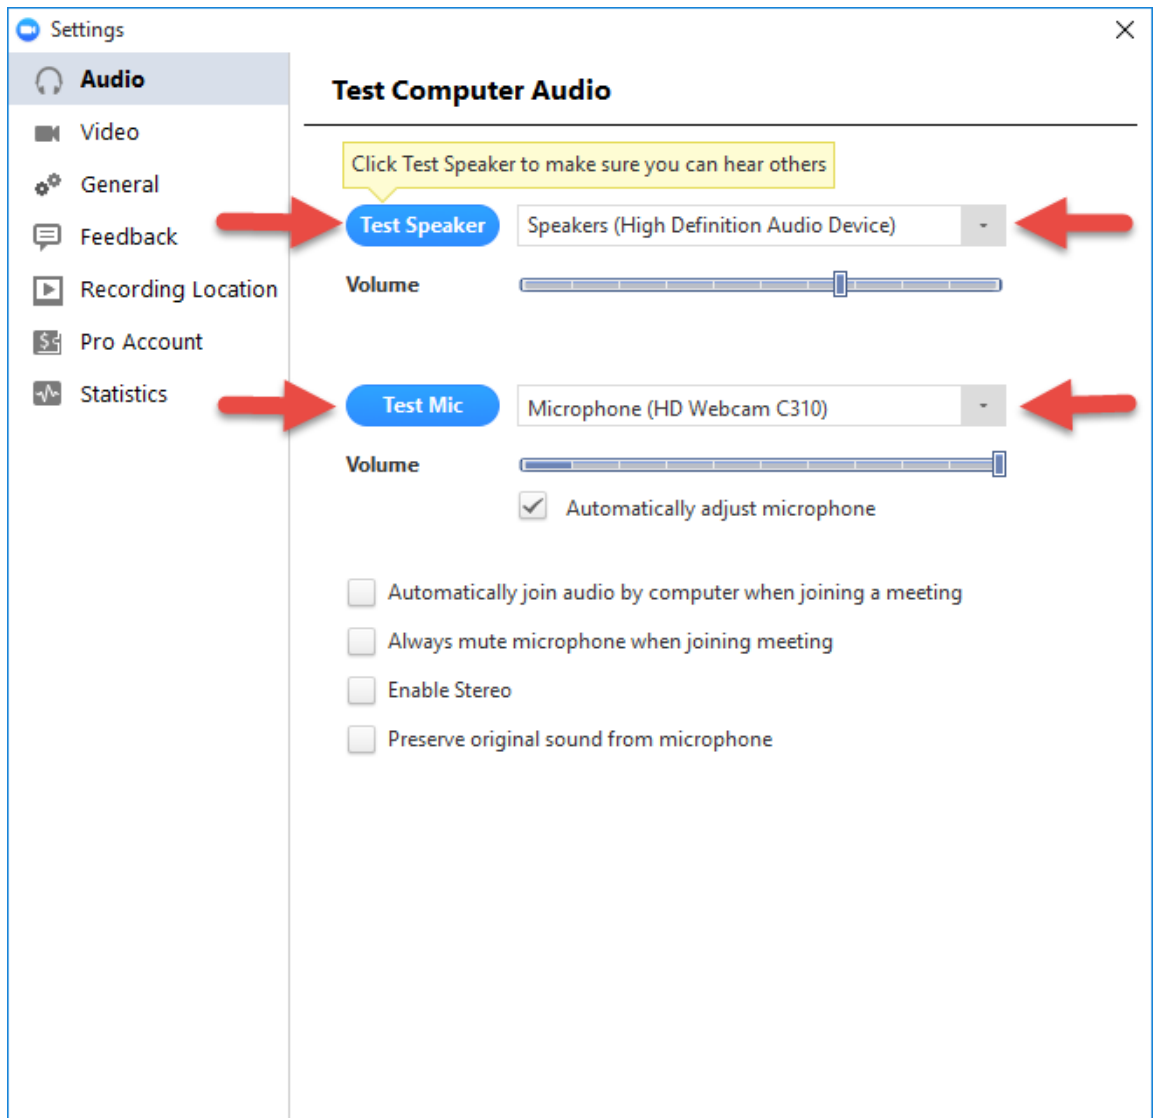 Settings
Audio
Video
General
Feedback
Recording Location
Pro Account
Statistics
Test Computer Audio
Click Test Speaker to make sure you can hear others
Test Speaker
Speakers (High Definition Audio Device)
Volume
Test Mic
Microphone (HD Webcam C310)
Volume
Automatically adjust microphone
Automatically join audio by computer when joining a meeting
Always mute microphone when joining meeting
Enable Stereo
Preserve original sound from microphone